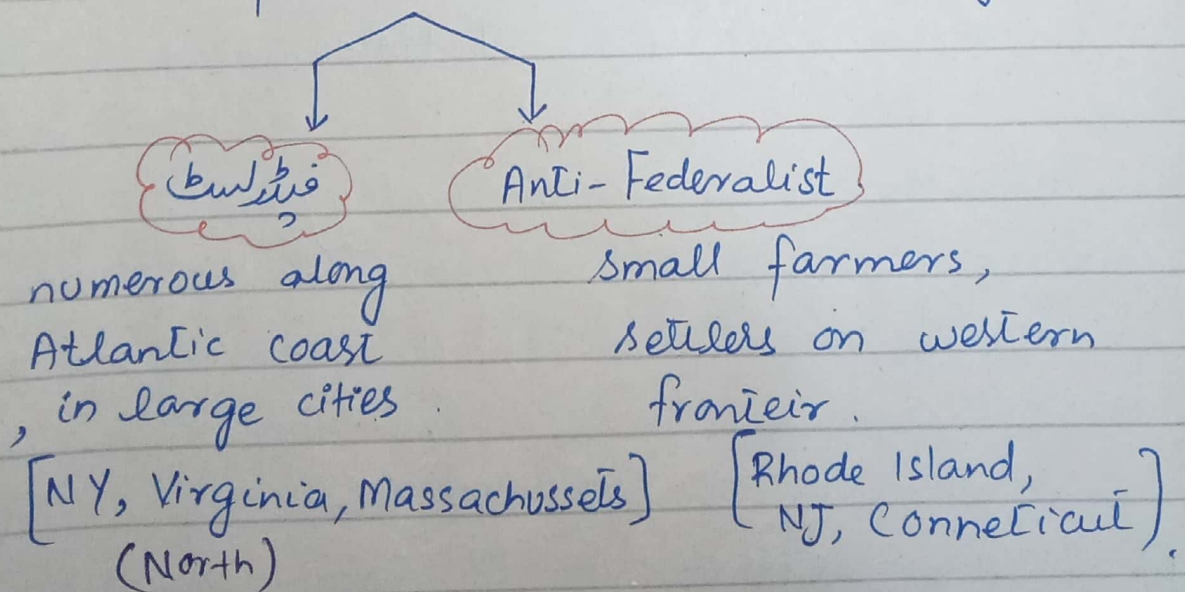 فیڈرلسٹ
Anti-Federalist
numerous along
Atlantic coast
, in large cities.
small farmers,
settlers on western
fronteir.
[NY, Virginia, Massachussets]
(North)
[Rhode Island,
NJ, Conneticut].